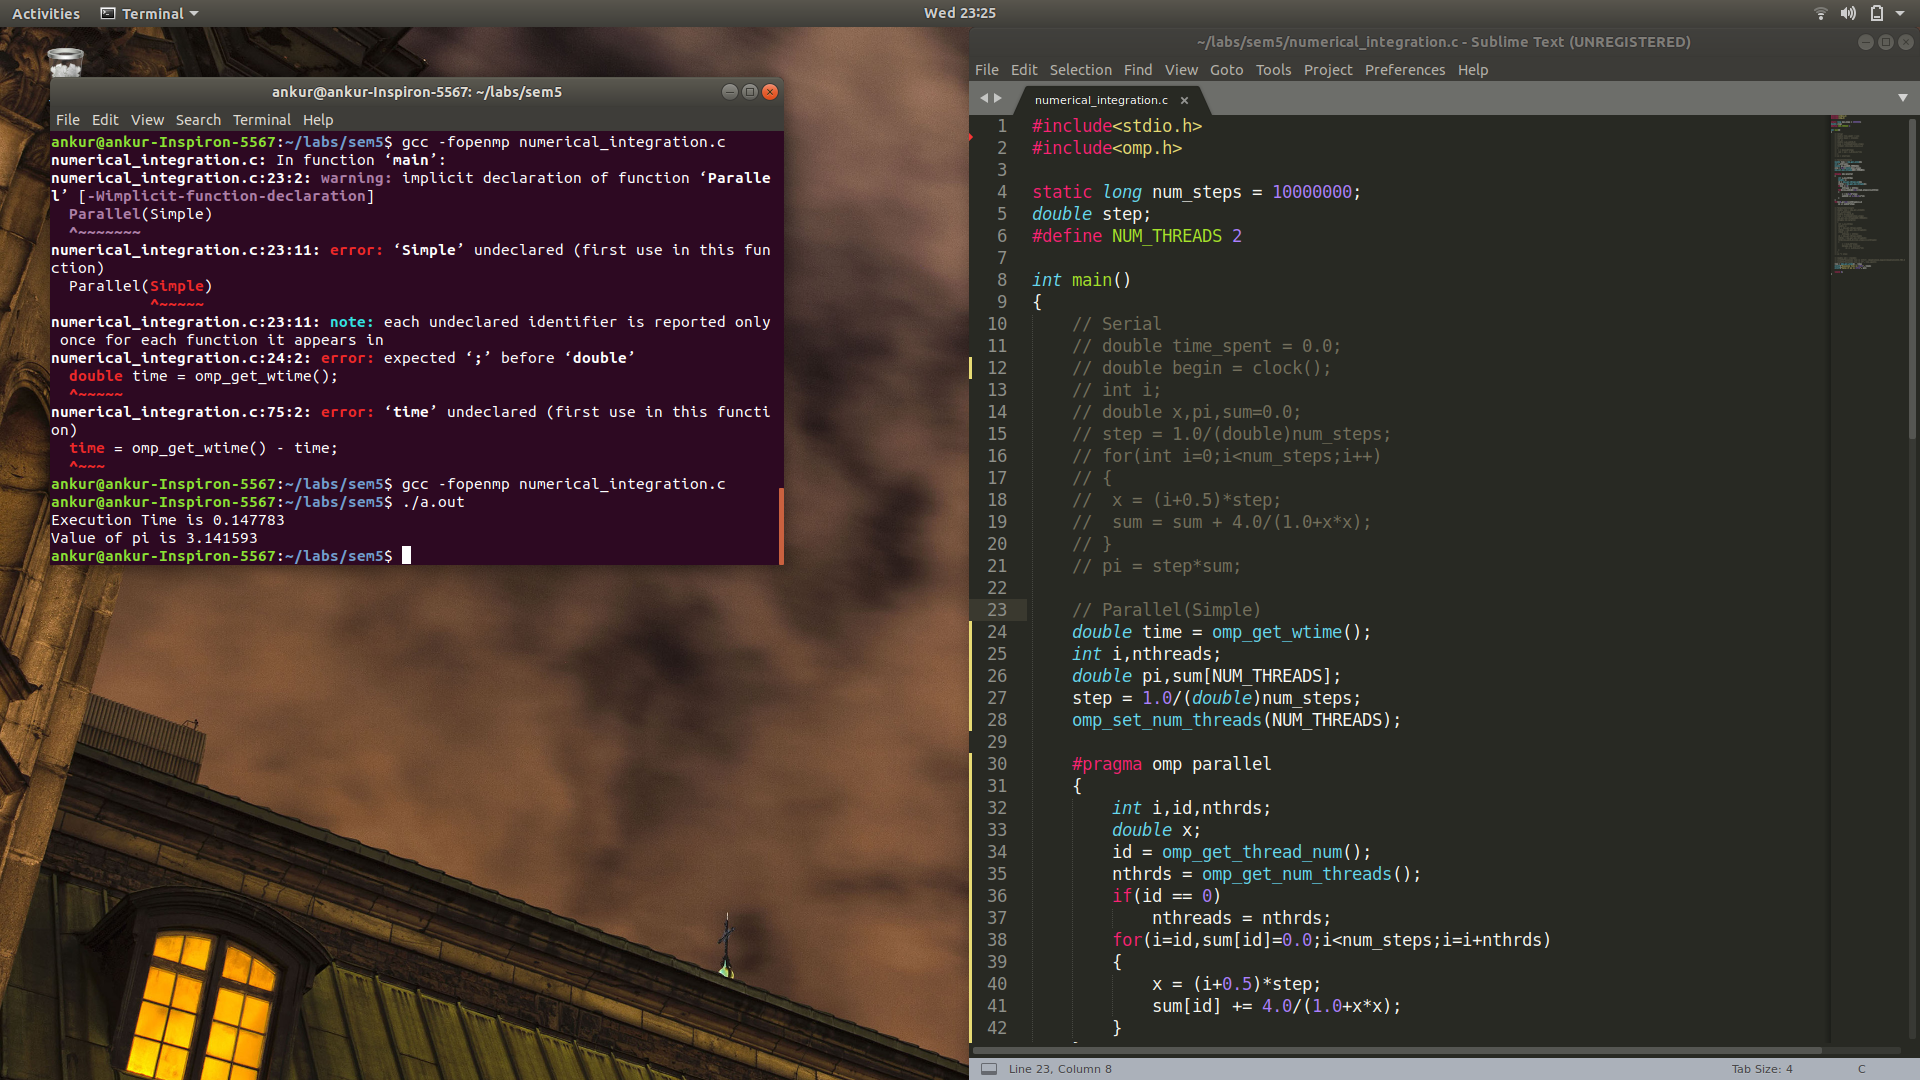 Activities Terminal Wed 23:25
ankur@ankur-Inspiron-5567: ~/labs/sem5
File Edit View Search Terminal Help
ankur@ankur-Inspiron-5567:~/labs/sem5$ gcc -fopenmp numerical_integration.c
numerical_integration.c: In function ‘main’:
numerical_integration.c:23:2: warning: implicit declaration of function ‘Paralle
l’ [-Wimplicit-function-declaration]
  Parallel(Simple)
  ^~~~~~~~
numerical_integration.c:23:11: error: ‘Simple’ undeclared (first use in this fun
ction)
  Parallel(Simple)
           ^~~~~~
numerical_integration.c:23:11: note: each undeclared identifier is reported only
 once for each function it appears in
numerical_integration.c:24:2: error: expected ‘;’ before ‘double’
  double time = omp_get_wtime();
  ^~~~~~
numerical_integration.c:75:2: error: ‘time’ undeclared (first use in this functi
on)
  time = omp_get_wtime() - time;
  ^~~~
ankur@ankur-Inspiron-5567:~/labs/sem5$ gcc -fopenmp numerical_integration.c
ankur@ankur-Inspiron-5567:~/labs/sem5$ ./a.out
Execution Time is 0.147783
Value of pi is 3.141593
ankur@ankur-Inspiron-5567:~/labs/sem5$
~/labs/sem5/numerical_integration.c - Sublime Text (UNREGISTERED)
File Edit Selection Find View Goto Tools Project Preferences Help
numerical_integration.c ×
1 #include<stdio.h>
2 #include<omp.h>
3
4 static long num_steps = 10000000;
5 double step;
6 #define NUM_THREADS 2
7
8 int main()
9 {
10     // Serial
11     // double time_spent = 0.0;
12     // double begin = clock();
13     // int i;
14     // double x,pi,sum=0.0;
15     // step = 1.0/(double)num_steps;
16     // for(int i=0;i<num_steps;i++)
17     // {
18     //  x = (i+0.5)*step;
19     //  sum = sum + 4.0/(1.0+x*x);
20     // }
21     // pi = step*sum;
22
23     // Parallel(Simple)
24     double time = omp_get_wtime();
25     int i,nthreads;
26     double pi,sum[NUM_THREADS];
27     step = 1.0/(double)num_steps;
28     omp_set_num_threads(NUM_THREADS);
29
30     #pragma omp parallel
31     {
32         int i,id,nthrds;
33         double x;
34         id = omp_get_thread_num();
35         nthrds = omp_get_num_threads();
36         if(id == 0)
37             nthreads = nthrds;
38         for(i=id,sum[id]=0.0;i<num_steps;i=i+nthrds)
39         {
40             x = (i+0.5)*step;
41             sum[id] += 4.0/(1.0+x*x);
42         }
Line 23, Column 8 Tab Size: 4 C